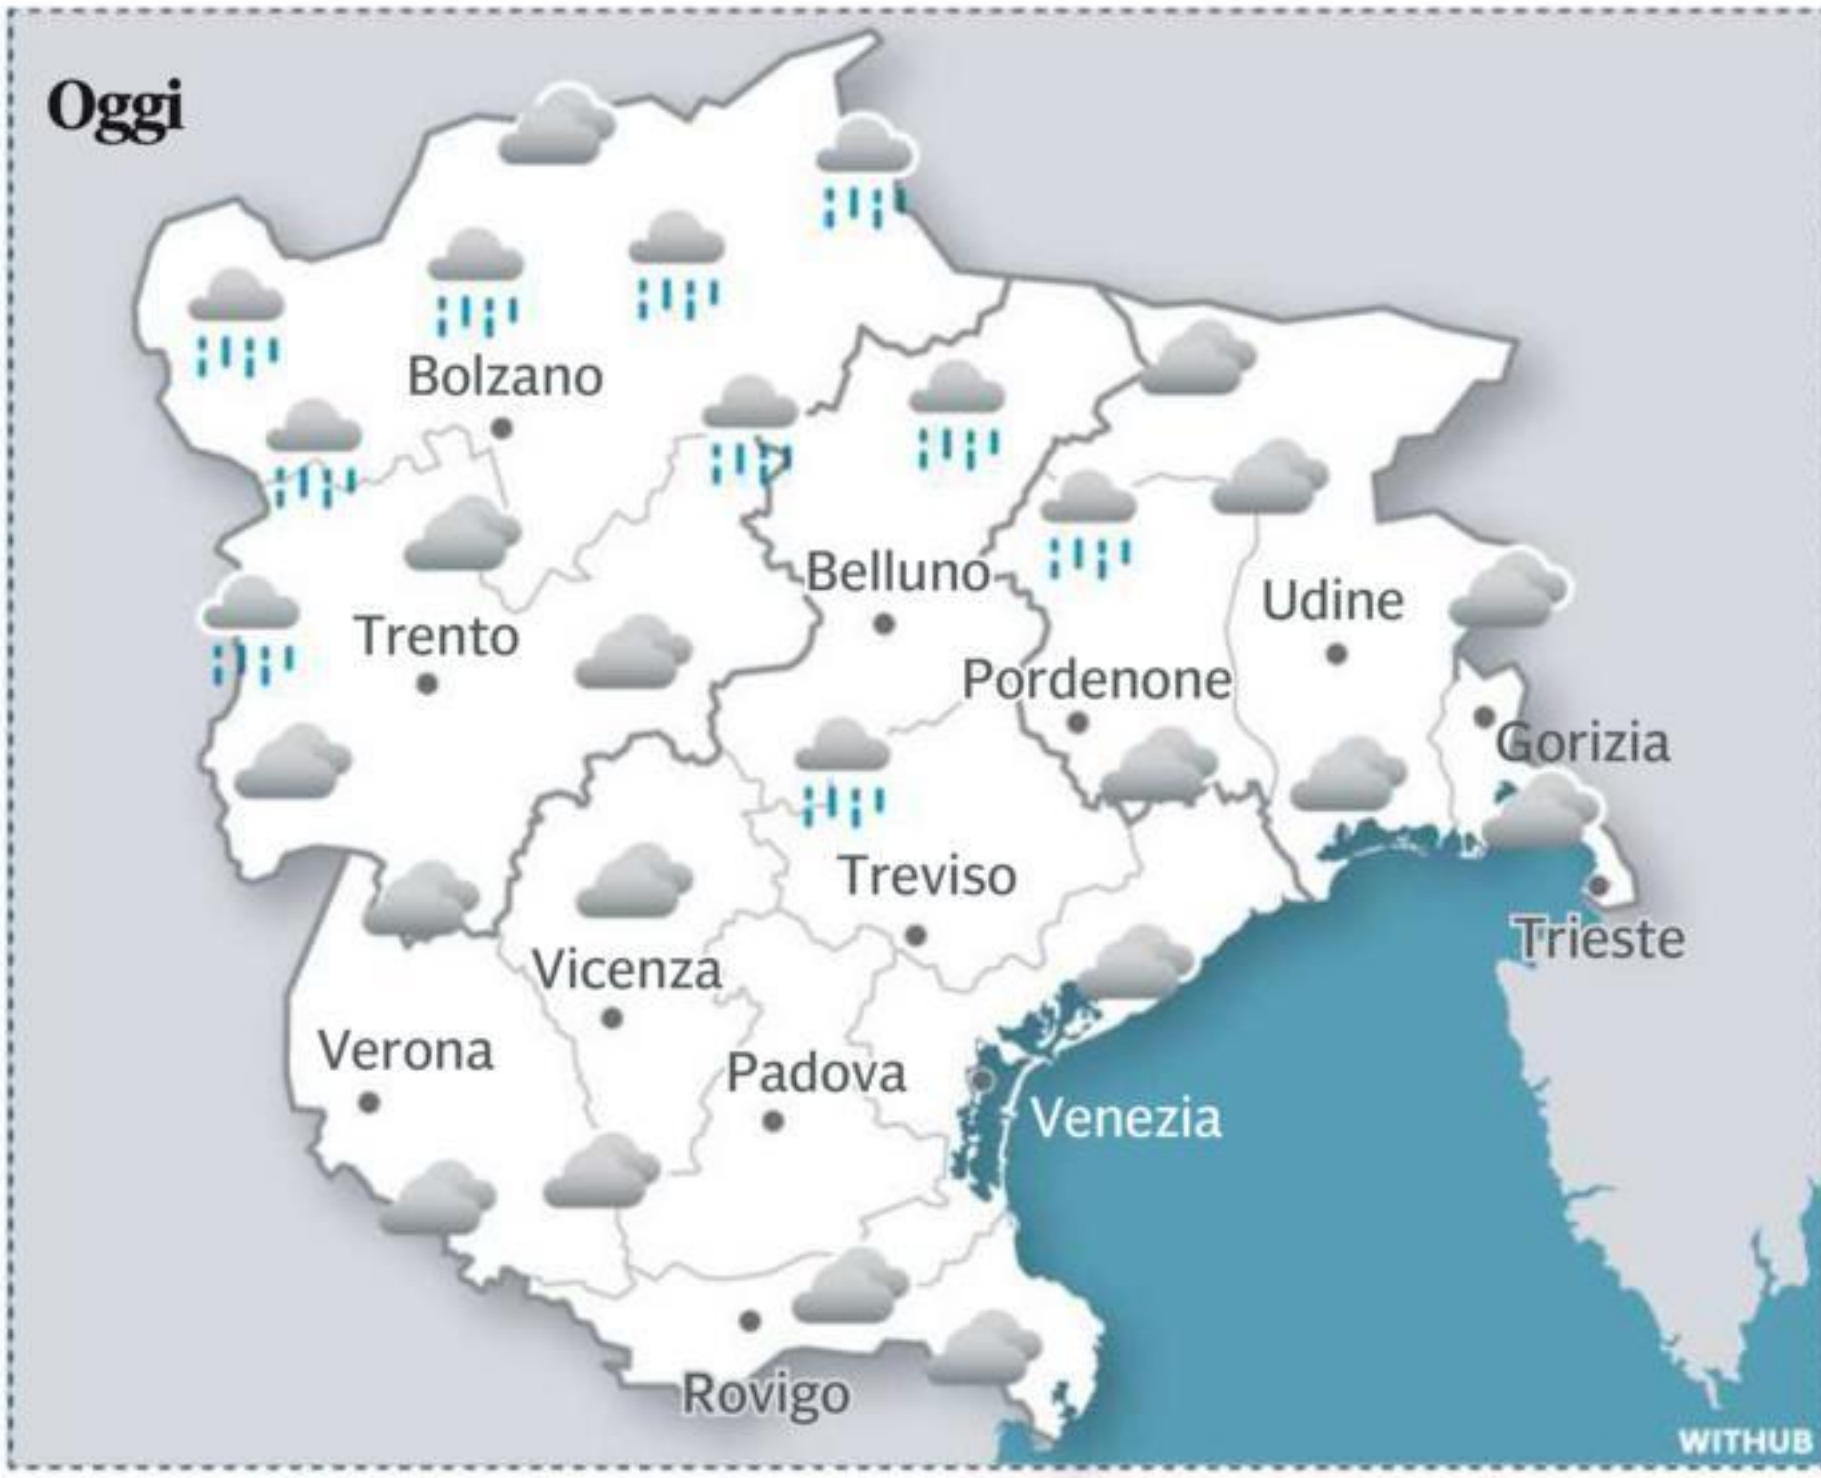 Oggi
Bolzano
Belluno
Udine
Trento
Pordenone
Gorizia
Treviso
Trieste
Vicenza
Verona
Padova
Venezia
Rovigo
WITHUB